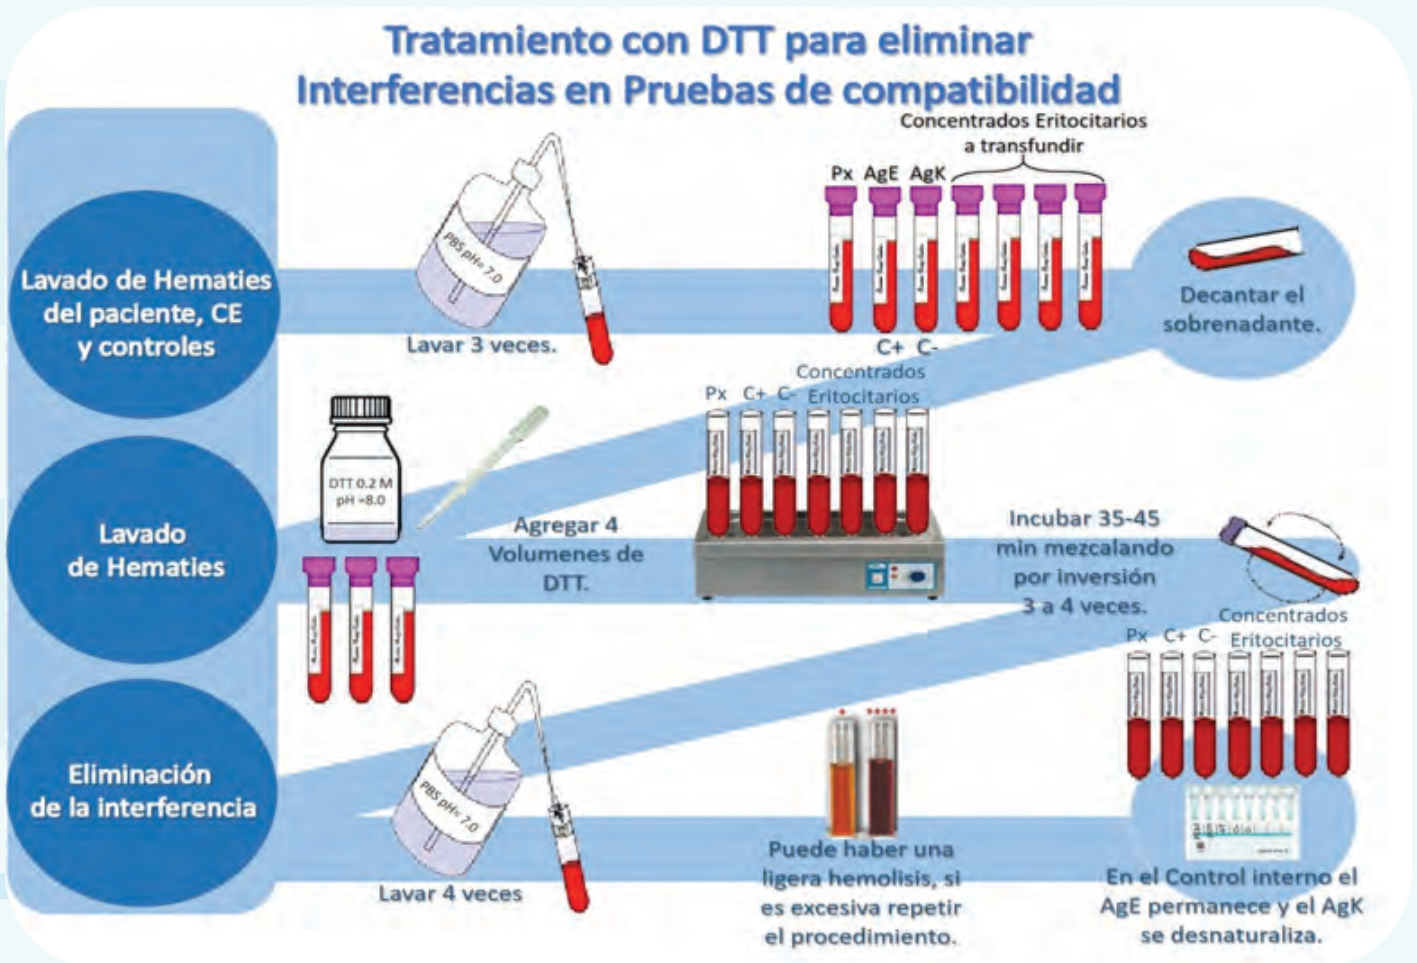 Tratamiento con DTT para eliminar
Interferencias en Pruebas de compatibilidad
Concentrados Eritocitarios
a transfundir
Px AgE AgK
Lavado de Hematies
del paciente, CE
y controles
PBS pH= 7.0
Lavar 3 veces.
C+ C-
Decantar el
sobrenadante.
Concentrados
Eritocitarios
Px C+ C-
DTT 0.2 M
pH =8.0
Lavado
de Hematies
Agregar 4
Volumenes de
DTT.
Incubar 35-45
min mezcalando
por inversión
3 a 4 veces.
Concentrados
Eritocitarios
Px C+ C-
Eliminación
de la interferencia
PBS pH= 7.0
Lavar 4 veces
+ ++++
Puede haber una
ligera hemolisis, si
es excesiva repetir
el procedimiento.
En el Control interno el
AgE permanece y el AgK
se desnaturaliza.